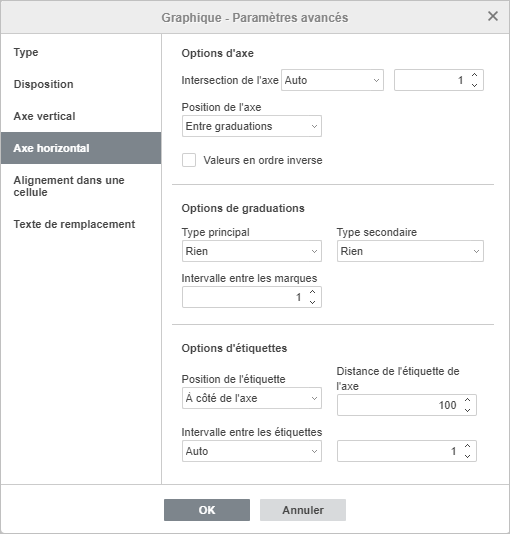 Graphique - Paramètres avancés
Type
Disposition
Axe vertical
Axe horizontal
Alignement dans une
cellule
Texte de remplacement
Options d'axe
Intersection de l'axe Auto 1
Position de l'axe
Entre graduations
Valeurs en ordre inverse
Options de graduations
Type principal Type secondaire
Rien Rien
Intervalle entre les marques
1
Options d'étiquettes
Position de l'étiquette
Distance de l'étiquette de
l'axe
À côté de l'axe
100
Intervalle entre les étiquettes
Auto 1
OK Annuler